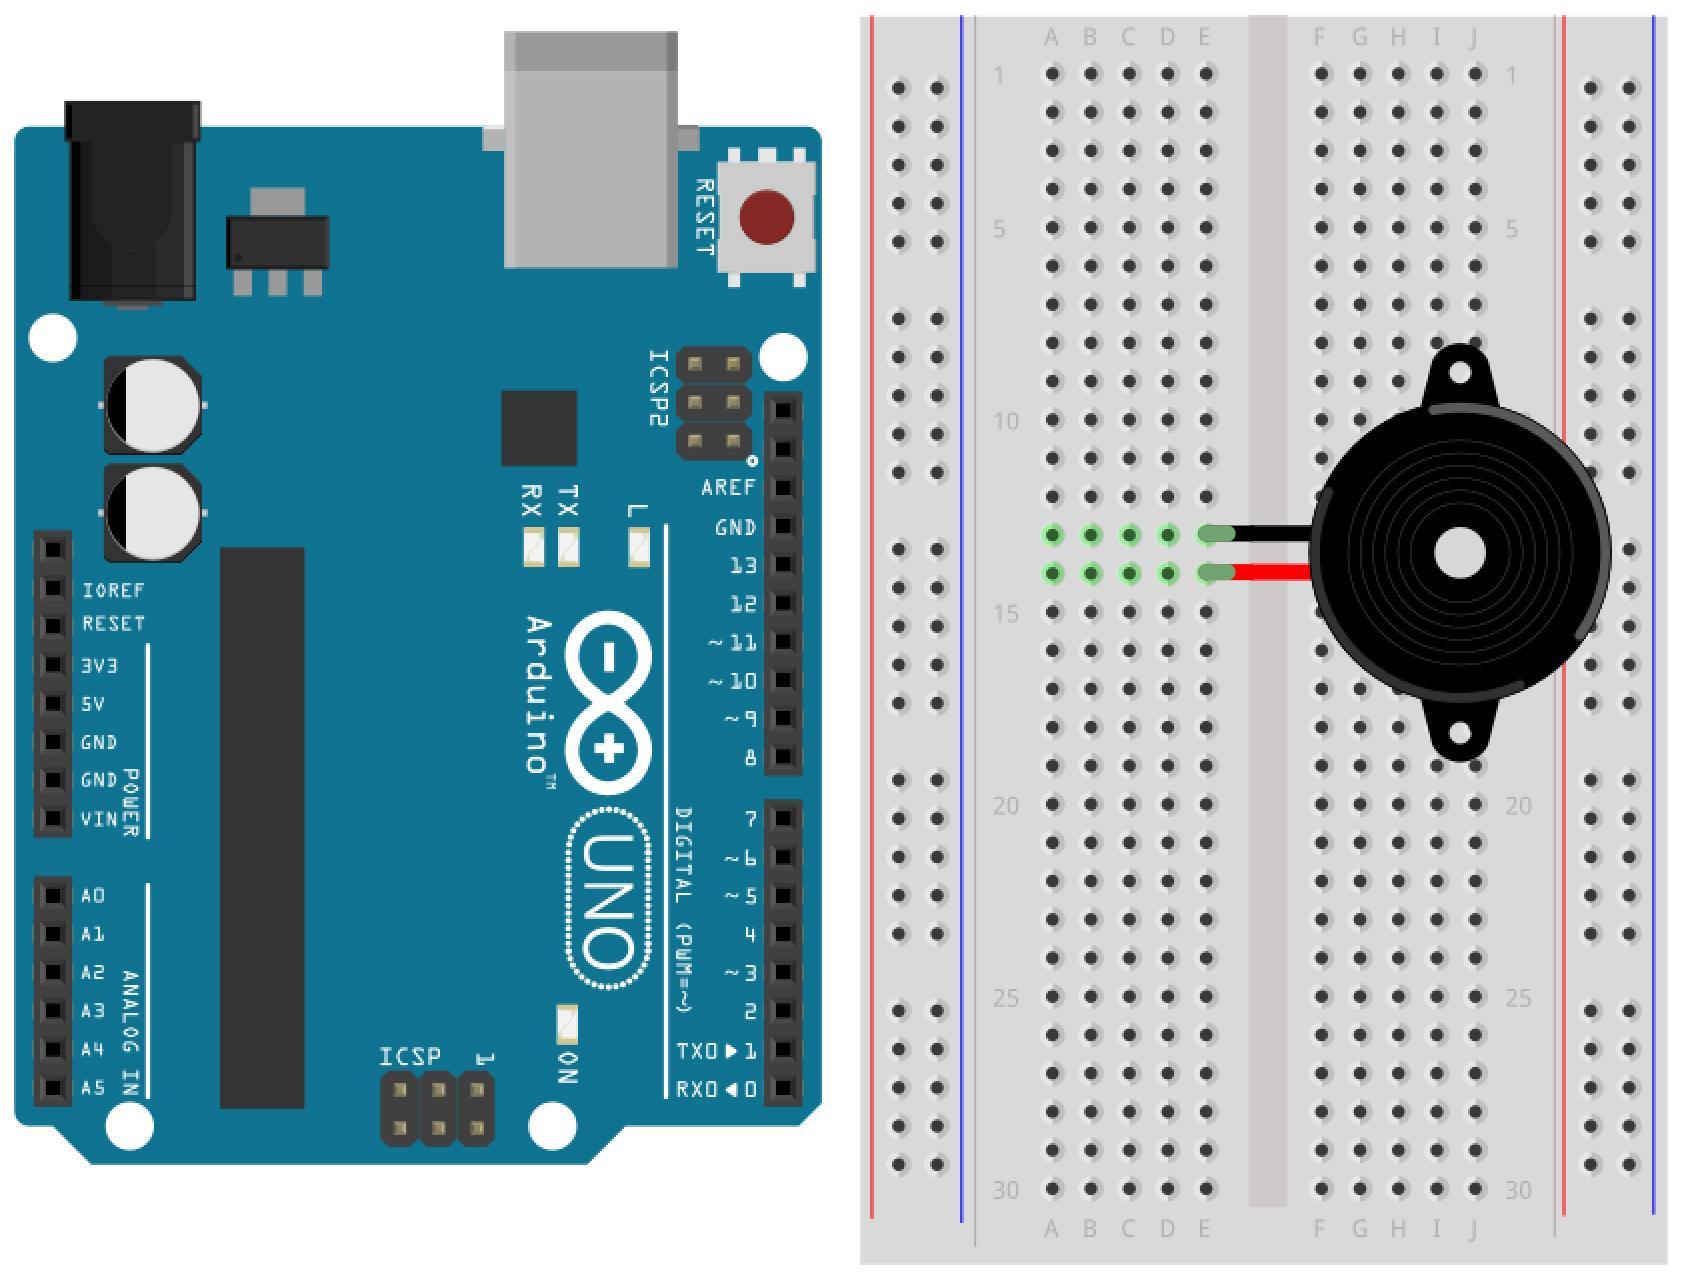 RESET
ICSP2
AREF
GND
RX
TX
L
13
12
~11
~10
~9
8
IOREF
RESET
3V3
5V
GND
GND
VIN
POWER
Arduino™
UNO
DIGITAL (PWM=~)
7
~6
~5
4
~3
2
TX0▶1
RX0◀0
A0
A1
A2
A3
A4
A5
ANALOG IN
ICSP
1
ON
A B C D E F G H I J
1 1
5 5
10
15
20 20
25 25
30 30
A B C D E F G H I J